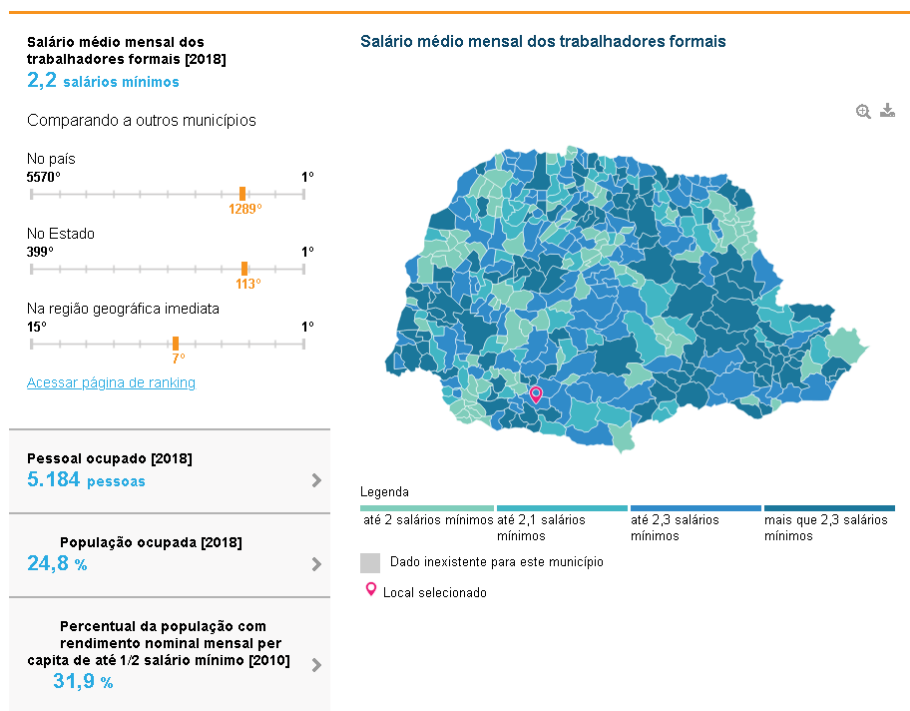 Salário médio mensal dos
trabalhadores formais [2018]
2,2 salários mínimos
Comparando a outros municípios
No país
5570° 1°
1289°
No Estado
399° 1°
113°
Na região geográfica imediata
15° 1°
7°
Acessar página de ranking
Pessoal ocupado [2018]
5.184 pessoas
População ocupada [2018]
24,8 %
Percentual da população com
rendimento nominal mensal per
capita de até 1/2 salário mínimo [2010]
31,9 %
Salário médio mensal dos trabalhadores formais
Legenda
até 2 salários mínimos
até 2,1 salários
mínimos
até 2,3 salários
mínimos
mais que 2,3 salários
mínimos
Dado inexistente para este município
Local selecionado